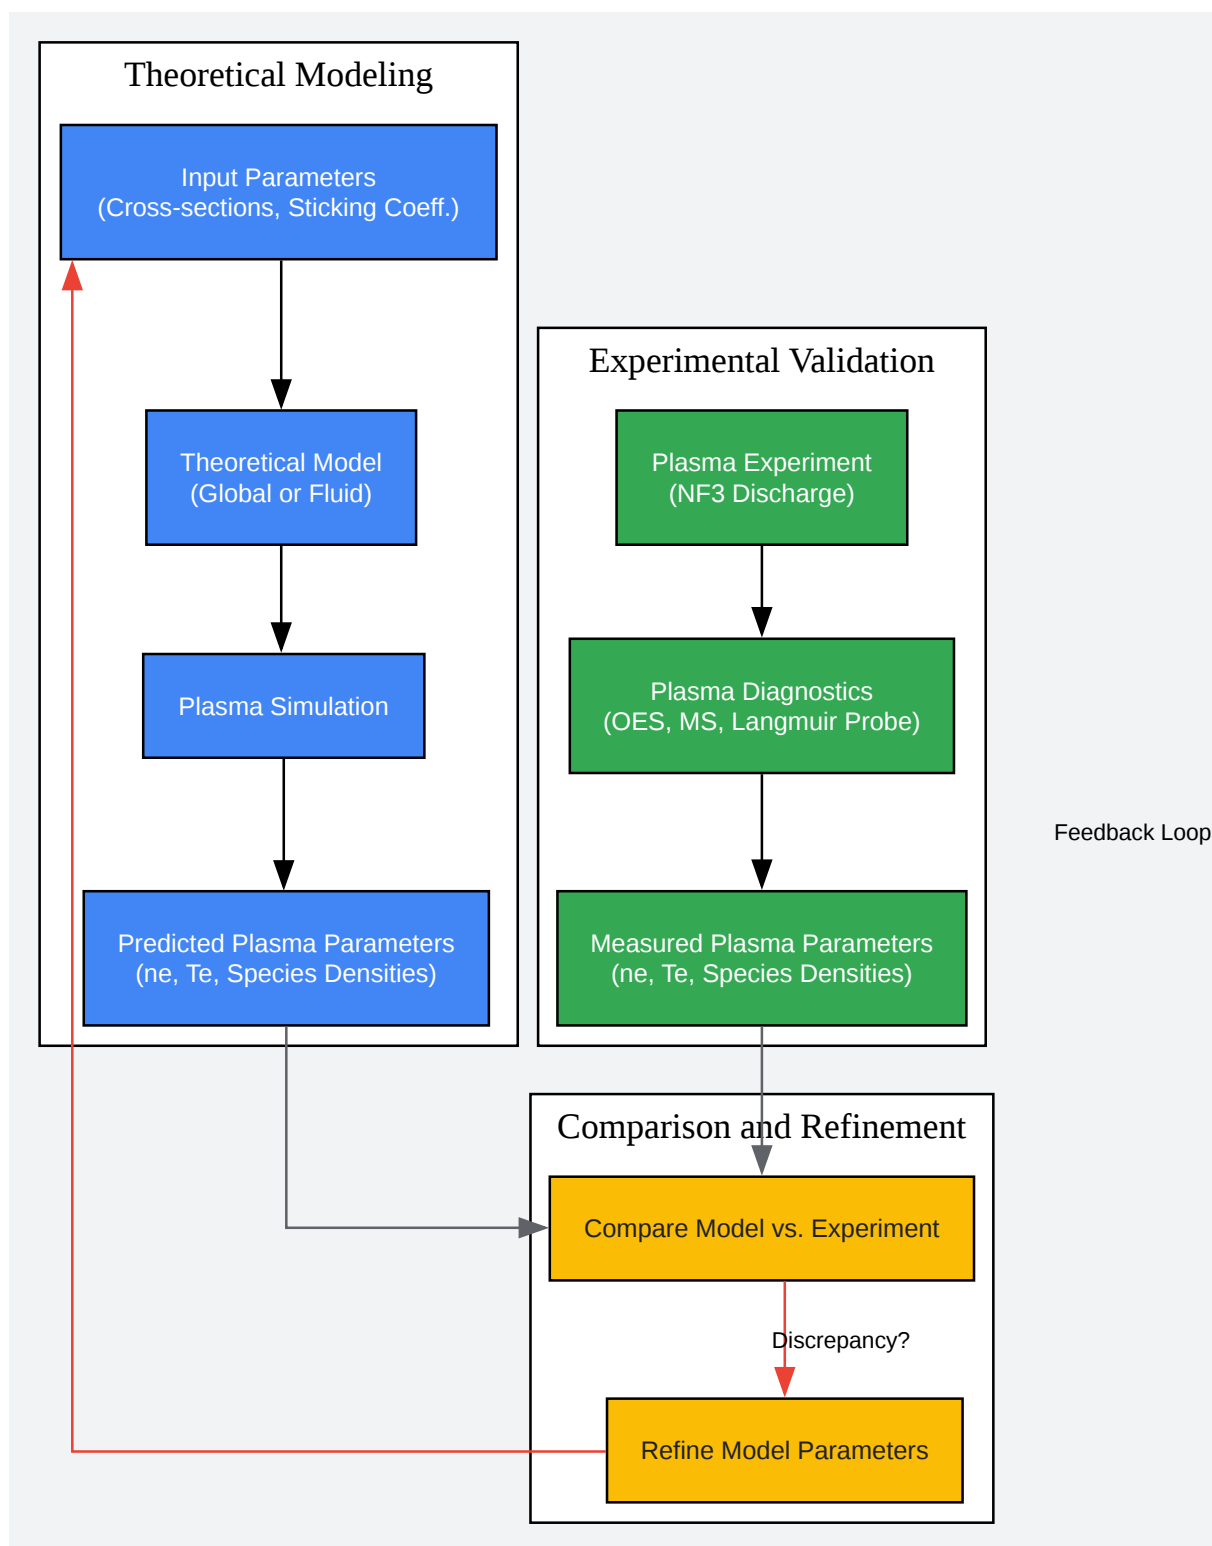 Theoretical Modeling
Input Parameters
(Cross-sections, Sticking Coeff.)
Theoretical Model
(Global or Fluid)
Plasma Simulation
Predicted Plasma Parameters
(ne, Te, Species Densities)
Experimental Validation
Plasma Experiment
(NF3 Discharge)
Plasma Diagnostics
(OES, MS, Langmuir Probe)
Measured Plasma Parameters
(ne, Te, Species Densities)
Feedback Loop
Comparison and Refinement
Compare Model vs. Experiment
Discrepancy?
Refine Model Parameters